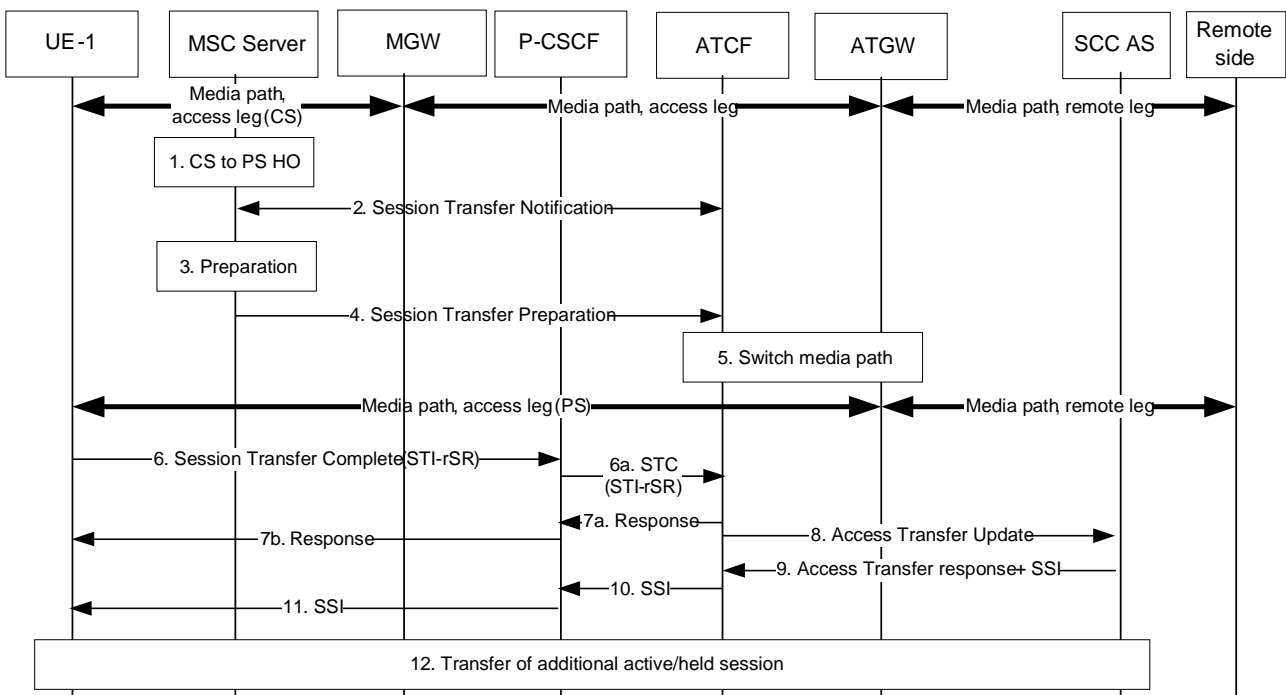 UE-1
MSC Server
MGW
P-CSCF
ATCF
ATGW
SCC AS
Remote
side
Media path,
access leg (CS)
Media path, access leg
Media path, remote leg
1. CS to PS HO
2. Session Transfer Notification
3. Preparation
4. Session Transfer Preparation
5. Switch media path
Media path, access leg (PS)
Media path, remote leg
6. Session Transfer Complete(STI-rSR)
6a. STC
(STI-rSR)
7a. Response
7b. Response
8. Access Transfer Update
9. Access Transfer response+ SSI
10. SSI
11. SSI
12. Transfer of additional active/held session